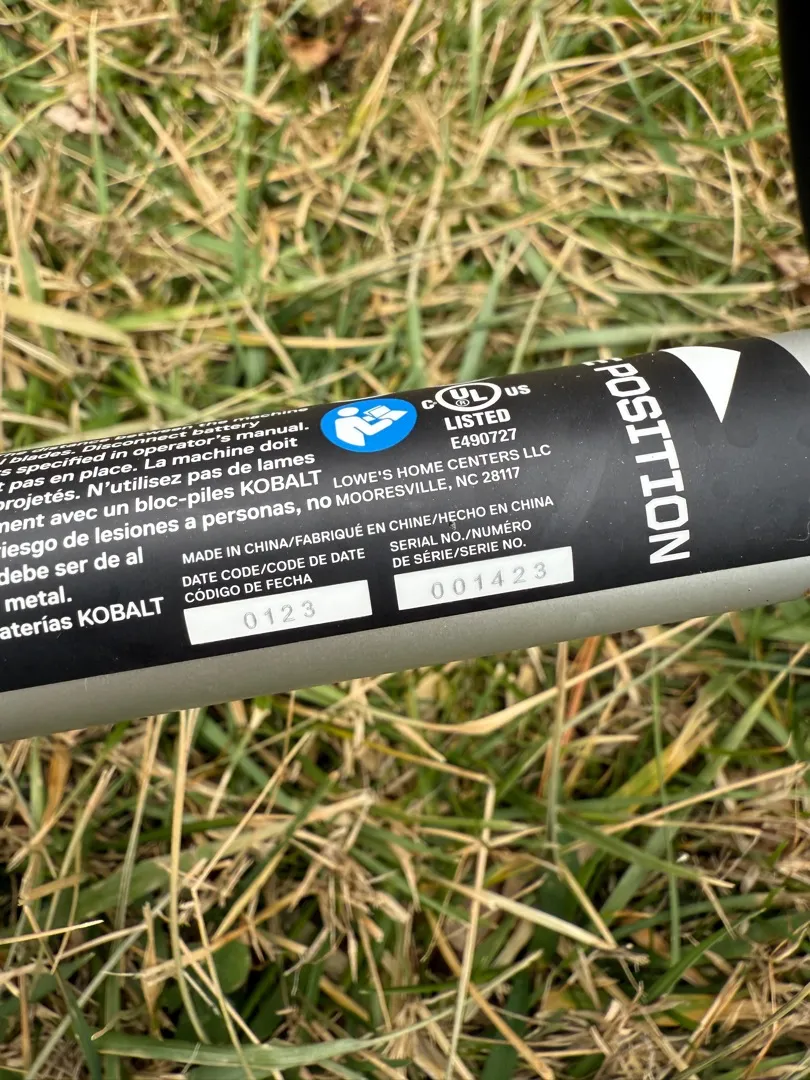 between the machine
blades. Disconnect battery
specified in operator's manual.
pas en place. La machine doit
projetés. N'utilisez pas de lames
ment avec un bloc-piles KOBALT
riesgo de lesiones a personas, no
debe ser de al
metal.
aterías KOBALT
C UL US
LISTED
E490727
LOWE'S HOME CENTERS LLC
MOORESVILLE, NC 28117
MADE IN CHINA/FABRIQUÉ EN CHINE/HECHO EN CHINA
DATE CODE/CODE DE DATE
CÓDIGO DE FECHA
0123
SERIAL NO./NUMÉRO
DE SÉRIE/SERIE NO.
001423
POSITION